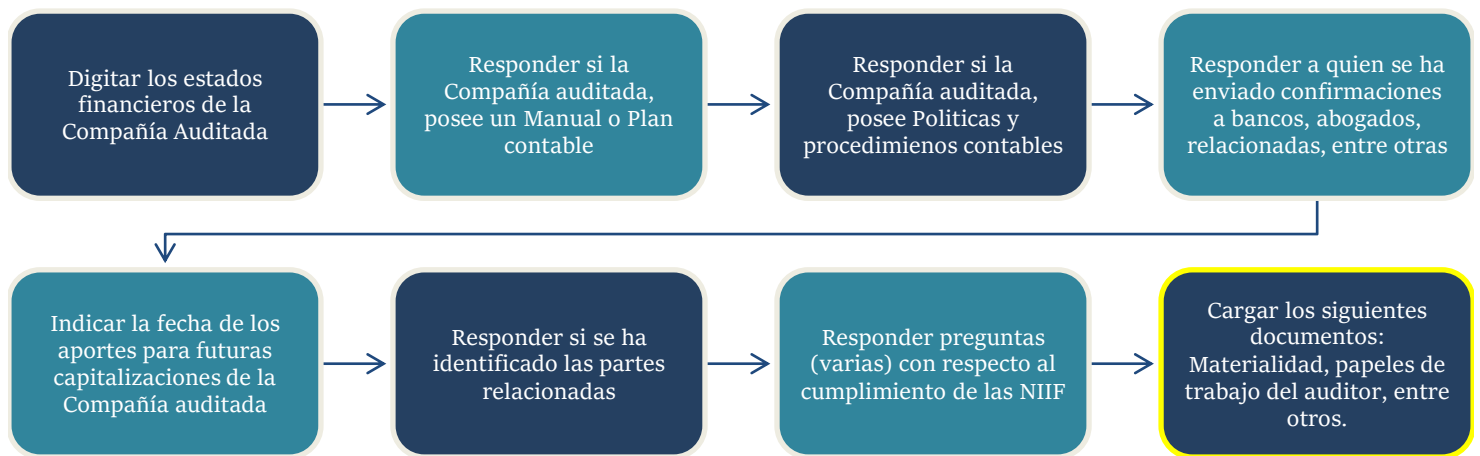 Digitar los estados
financieros de la
Compañía Auditada
Responder si la
Compañía auditada,
posee un Manual o Plan
contable
Responder si la
Compañía auditada,
posee Politicas y
procedimienos contables
Responder a quien se ha
enviado confirmaciones
a bancos, abogados,
relacionadas, entre otras
Indicar la fecha de los
aportes para futuras
capitalizaciones de la
Compañía auditada
Responder si se ha
identificado las partes
relacionadas
Responder preguntas
(varias) con respecto al
cumplimiento de las NIIF
Cargar los siguientes
documentos:
Materialidad, papeles de
trabajo del auditor, entre
otros.